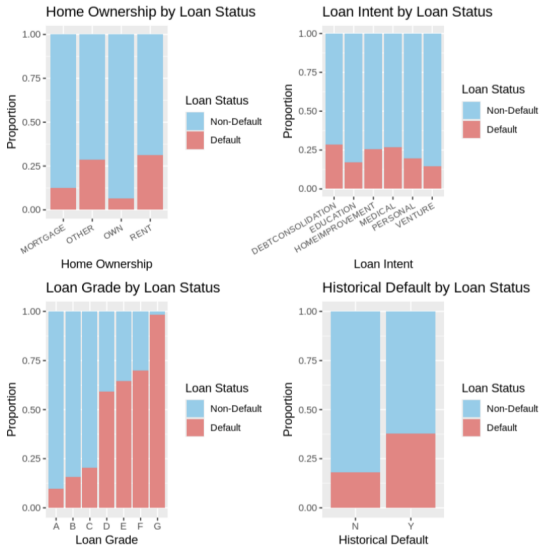 Home Ownership by Loan Status
1.00
0.75
0.50
0.25
0.00
Proportion
MORTGAGE
OTHER
OWN
RENT
Home Ownership
Loan Status
Non-Default
Default
Loan Intent by Loan Status
1.00
0.75
0.50
0.25
0.00
Proportion
DEBTCONSOLIDATION
EDUCATION
HOMEIMPROVEMENT
MEDICAL
PERSONAL
VENTURE
Loan Intent
Loan Status
Non-Default
Default
Loan Grade by Loan Status
1.00
0.75
0.50
0.25
0.00
Proportion
A B C D E F G
Loan Grade
Loan Status
Non-Default
Default
Historical Default by Loan Status
1.00
0.75
0.50
0.25
0.00
Proportion
N Y
Historical Default
Loan Status
Non-Default
Default